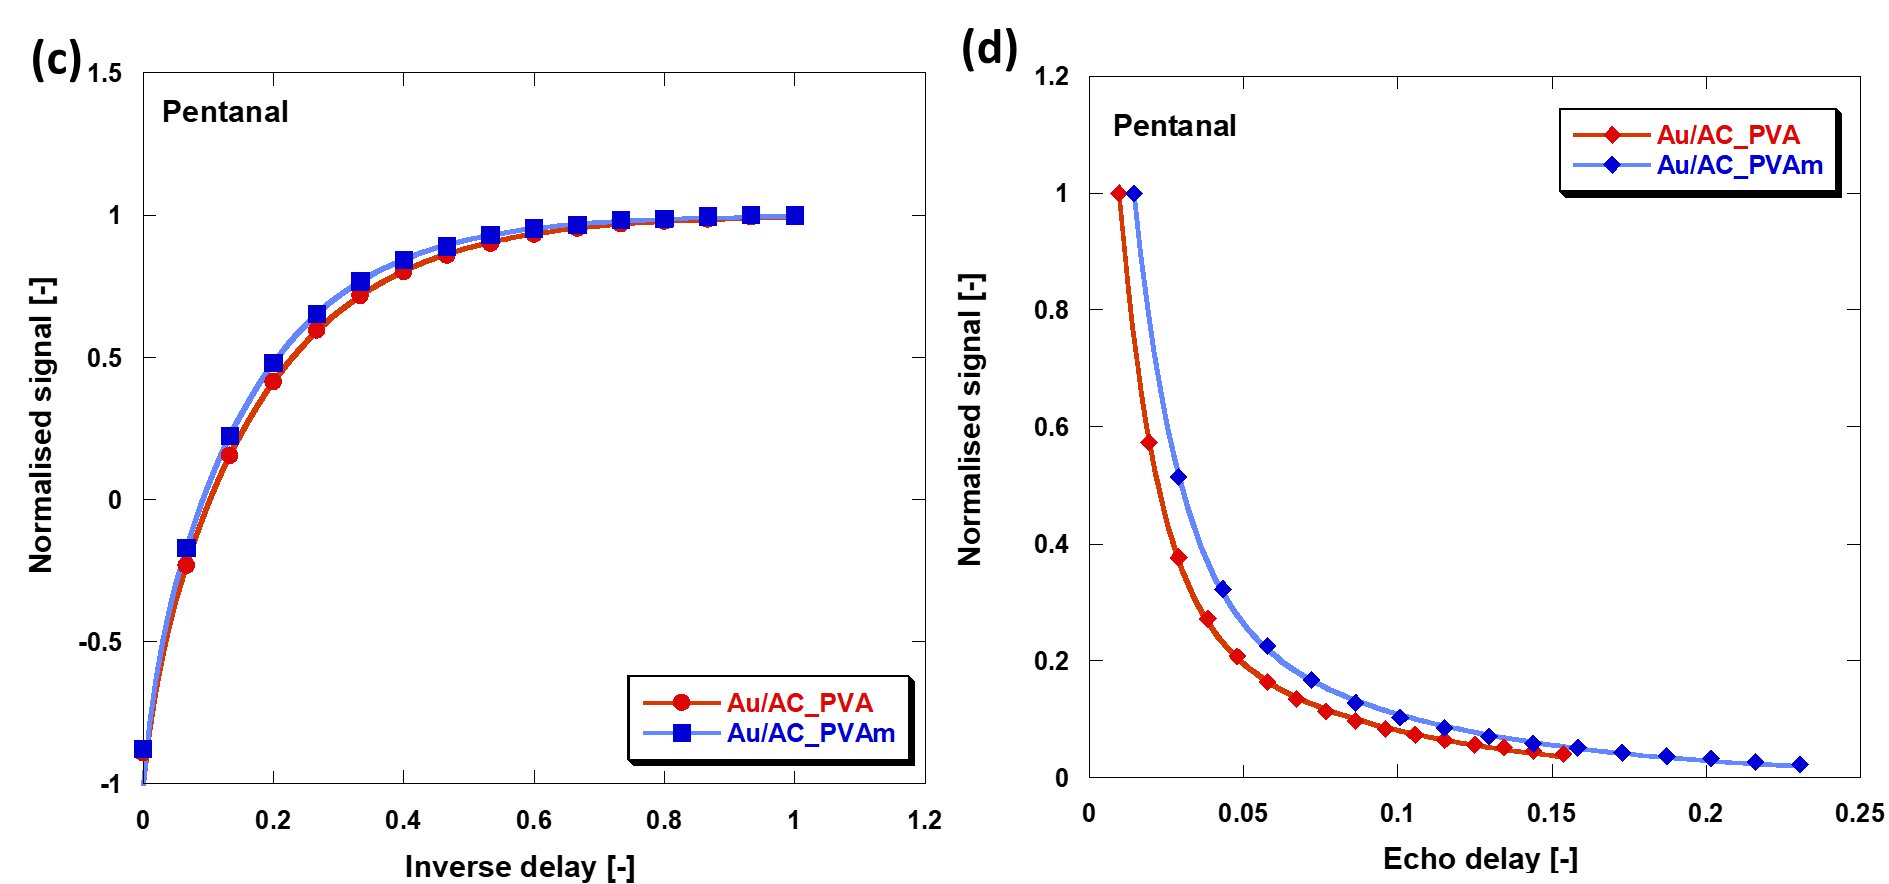 (c)
1.5
1
0.5
0
-0.5
-1
Normalised signal [-]
Pentanal
Au/AC_PVA
Au/AC_PVAm
0 0.2 0.4 0.6 0.8 1 1.2
Inverse delay [-]
(d)
1.2
1
0.8
0.6
0.4
0.2
0
Normalised signal [-]
Pentanal
Au/AC_PVA
Au/AC_PVAm
0 0.05 0.1 0.15 0.2 0.25
Echo delay [-]